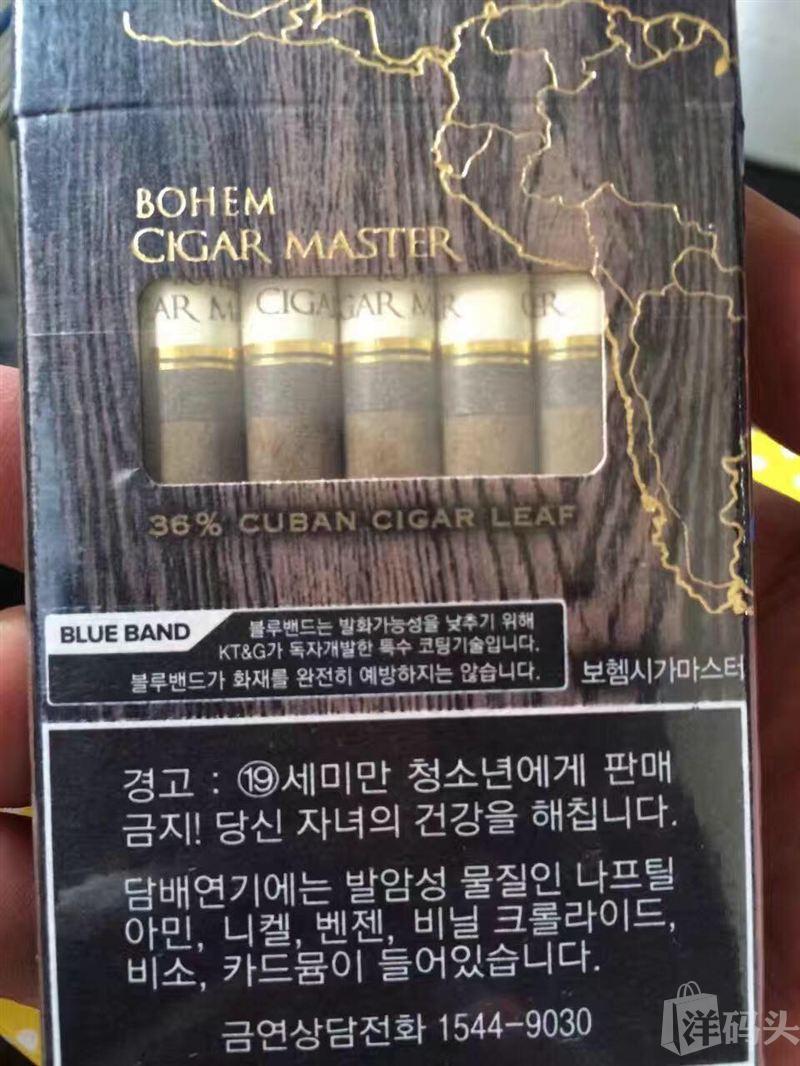 BOHEM
CIGAR MASTER
AR M CIGA GAR M R ER
36% CUBAN CIGAR LEAF
BLUE BAND
블루밴드는 발화가능성을 낮추기 위해
KT&G가 독자개발한 특수 코팅기술입니다.
블루밴드가 화재를 완전히 예방하지는 않습니다.
보헴시가마스터
경고 : ⑲세미만 청소년에게 판매
금지! 당신 자녀의 건강을 해칩니다.
담배연기에는 발암성 물질인 나프틸
아민, 니켈, 벤젠, 비닐 크롤라이드,
비소, 카드뮴이 들어있습니다.
금연상담전화 1544-9030
洋码头